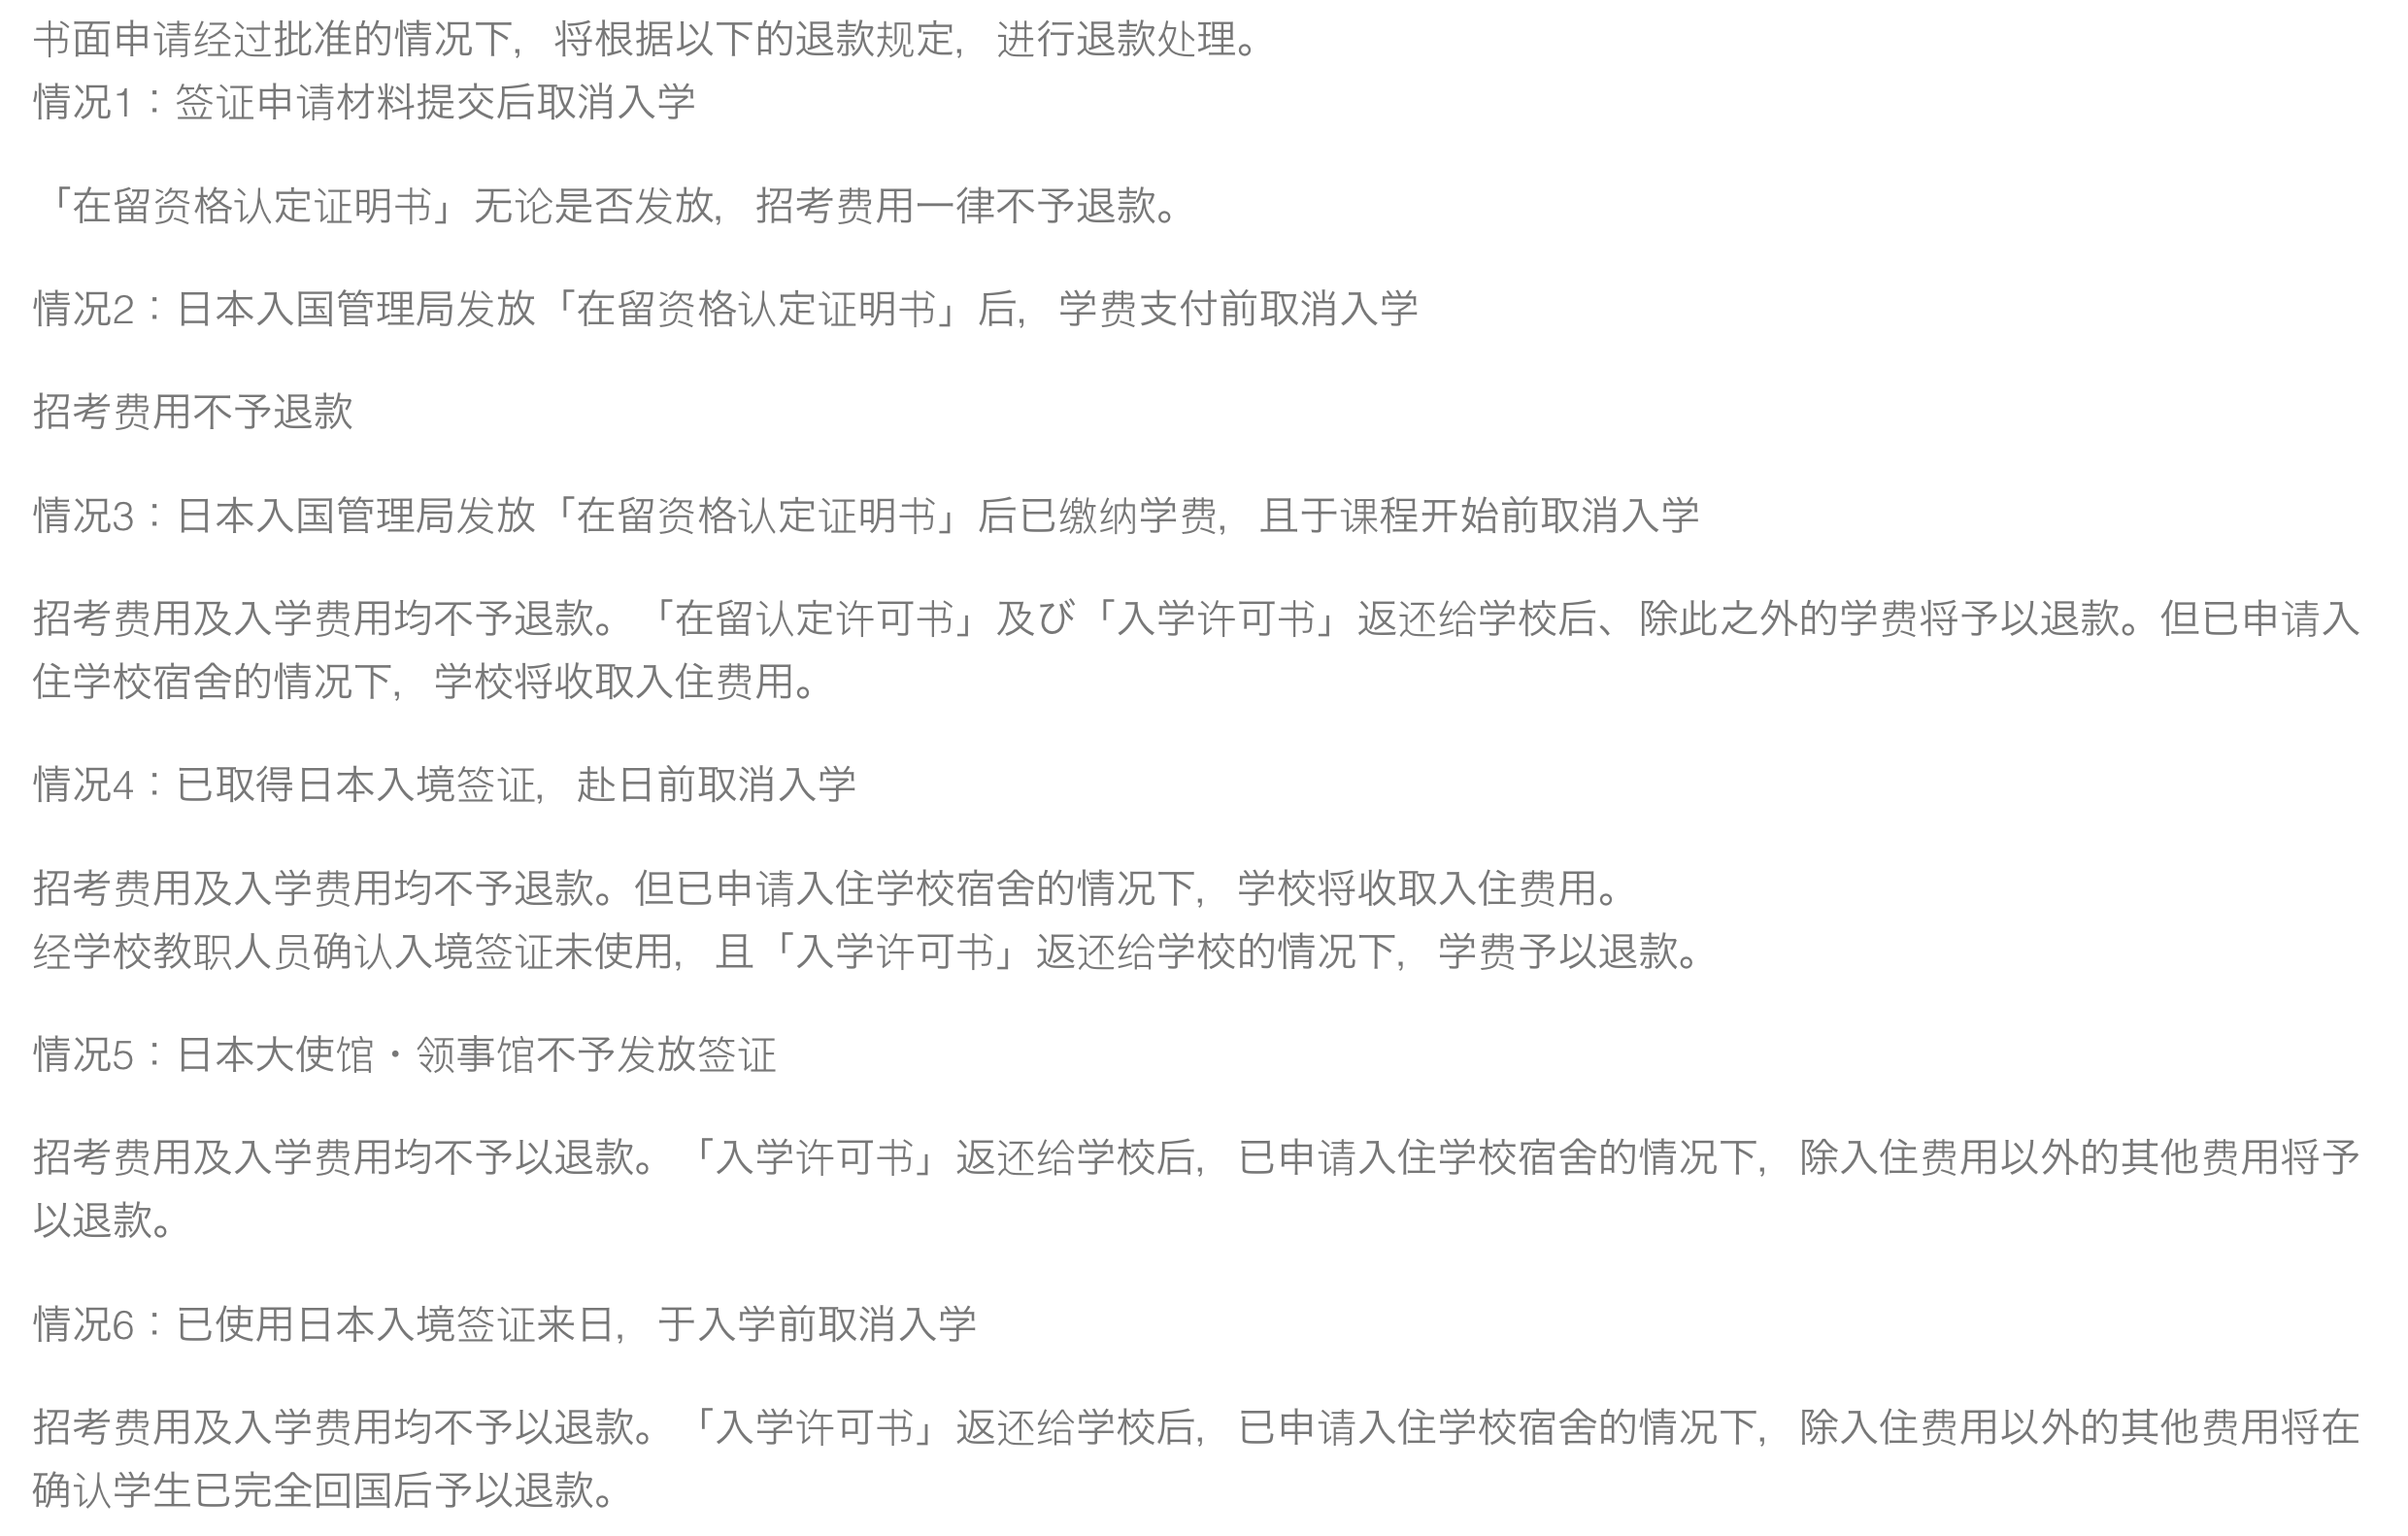 书面申请经过批准的情况下，将根据以下的退款规定，进行退款处理。
情况1：签证申请材料提交后取消入学
「在留资格认定证明书」无论是否发放，招考费用一律不予退款。
情况2：日本入国管理局发放「在留资格认定证明书」后，学费支付前取消入学
招考费用不予退款
情况3：日本入国管理局发放「在留资格认定证明书」后已缴纳学费，且于课程开始前取消入学
招考费用及入学费用均不予退款。「在留认定许可书」及び「入学许可书」返还给学校后、除此之外的学费将予以退款。但已申请入
住学校宿舍的情况下，学校将收取入住费用。
情况4：已取得日本入境签证，赴日前取消入学
招考费用及入学费用均不予退款。但已申请入住学校宿舍的情况下，学校将收取入住费用。
经学校教职人员确认入境签证未使用，且「入学许可书」返还给学校的情况下，学费予以退款。
情况5：日本大使馆・领事馆不予发放签证
招考费用及入学费用均不予以退款。「入学许可书」返还给学校后，已申请入住学校宿舍的情况下，除入住费用以外的其他费用将予
以退款。
情况6：已使用日本入境签证来日，于入学前取消入学
招考费用及入学费用均不予以退款。「入学许可书」返还给学校后，已申请入住学校宿舍的情况下，除入住费用以外的其他费用将在
确认学生已完全回国后予以退款。